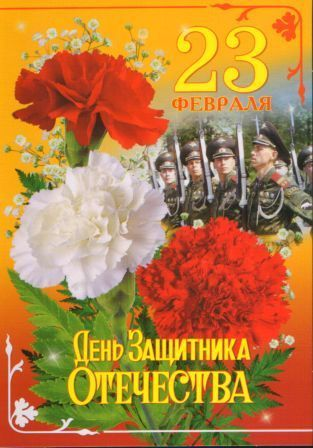 23
ФЕВРАЛЯ
День Защитника
Отечества